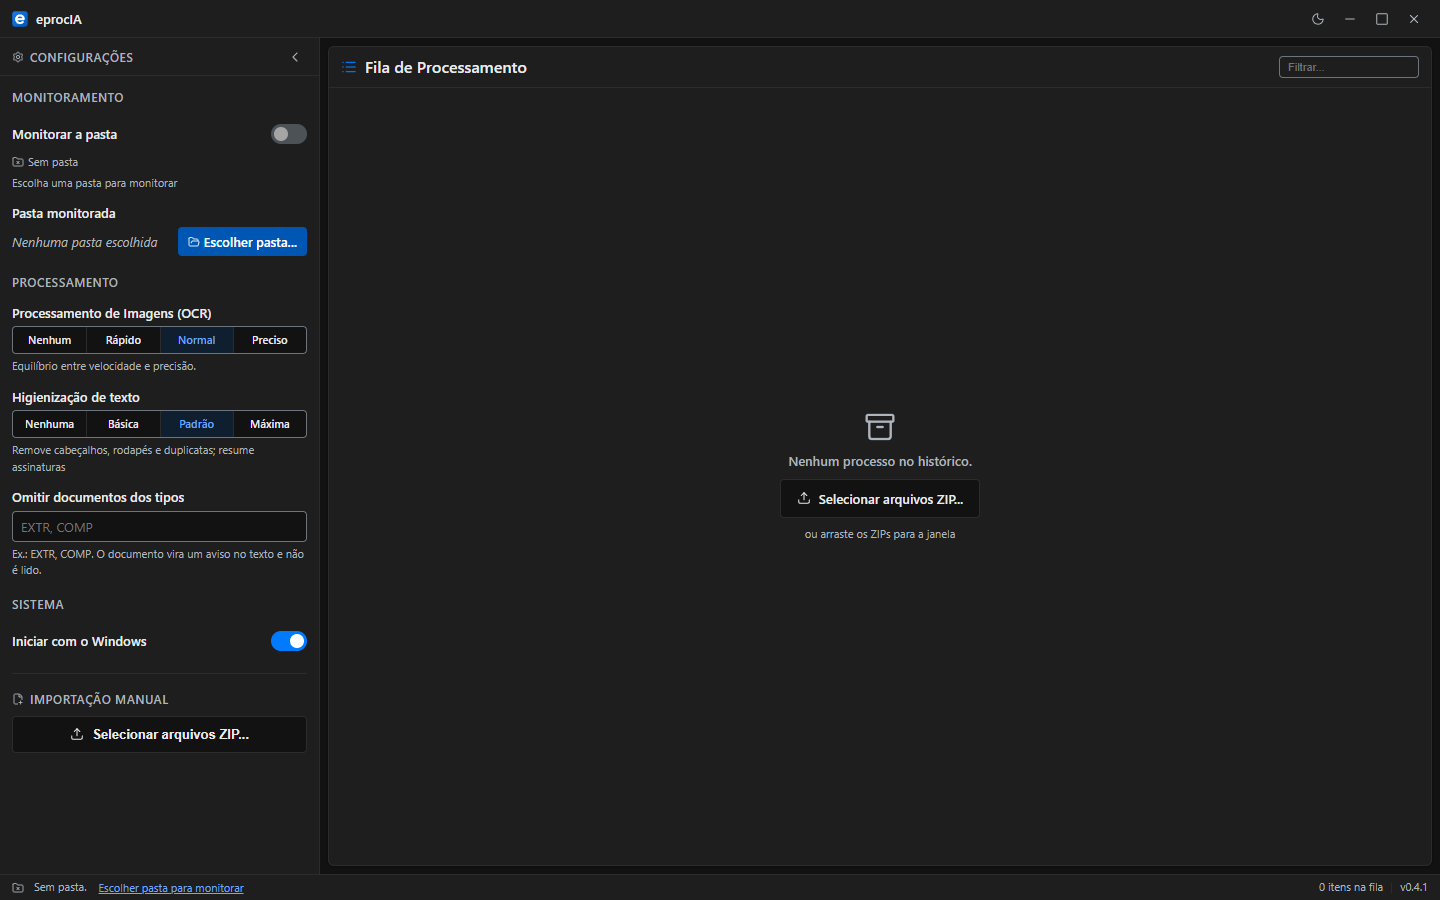 eprocIA
CONFIGURAÇÕES
MONITORAMENTO
Monitorar a pasta
Sem pasta
Escolha uma pasta para monitorar
Pasta monitorada
Nenhuma pasta escolhida
Escolher pasta...
PROCESSAMENTO
Processamento de Imagens (OCR)
Nenhum Rápido Normal Preciso
Equilíbrio entre velocidade e precisão.
Higienização de texto
Nenhuma Básica Padrão Máxima
Remove cabeçalhos, rodapés e duplicatas; resume
assinaturas
Omitir documentos dos tipos
EXTR, COMP
Ex.: EXTR, COMP. O documento vira um aviso no texto e não
é lido.
SISTEMA
Iniciar com o Windows
IMPORTAÇÃO MANUAL
Selecionar arquivos ZIP...
Fila de Processamento
Filtrar...
Nenhum processo no histórico.
Selecionar arquivos ZIP...
ou arraste os ZIPs para a janela
Sem pasta. Escolher pasta para monitorar
0 itens na fila
v0.4.1